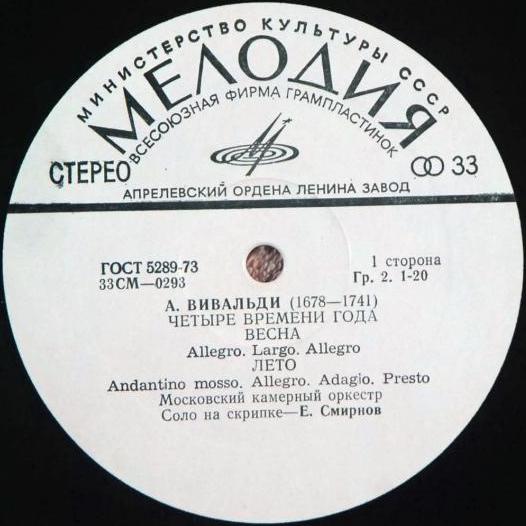 МИНИСТЕРСТВО КУЛЬТУРЫ СССР
МЕЛОДИЯ
ВСЕСОЮЗНАЯ ФИРМА ГРАМПЛАСТИНОК
СТЕРЕО
33
АПРЕЛЕВСКИЙ ОРДЕНА ЛЕНИНА ЗАВОД
ГОСТ 5289-73
33СМ—0293
1 сторона
Гр. 2. 1-20
А. ВИВАЛЬДИ (1678—1741)
ЧЕТЫРЕ ВРЕМЕНИ ГОДА
ВЕСНА
Allegro. Largo. Allegro
ЛЕТО
Andantino mosso. Allegro. Adagio. Presto
Московский камерный оркестр
Соло на скрипке—Е. Смирнов